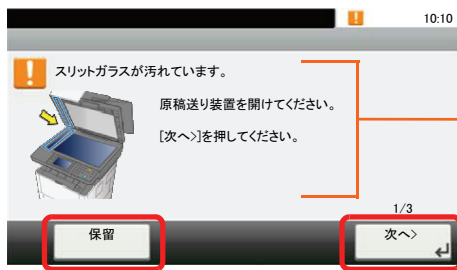 10:10
スリットガラスが汚れています。
原稿送り装置を開けてください。
[次へ>]を押してください。
1/3
保留
次へ>